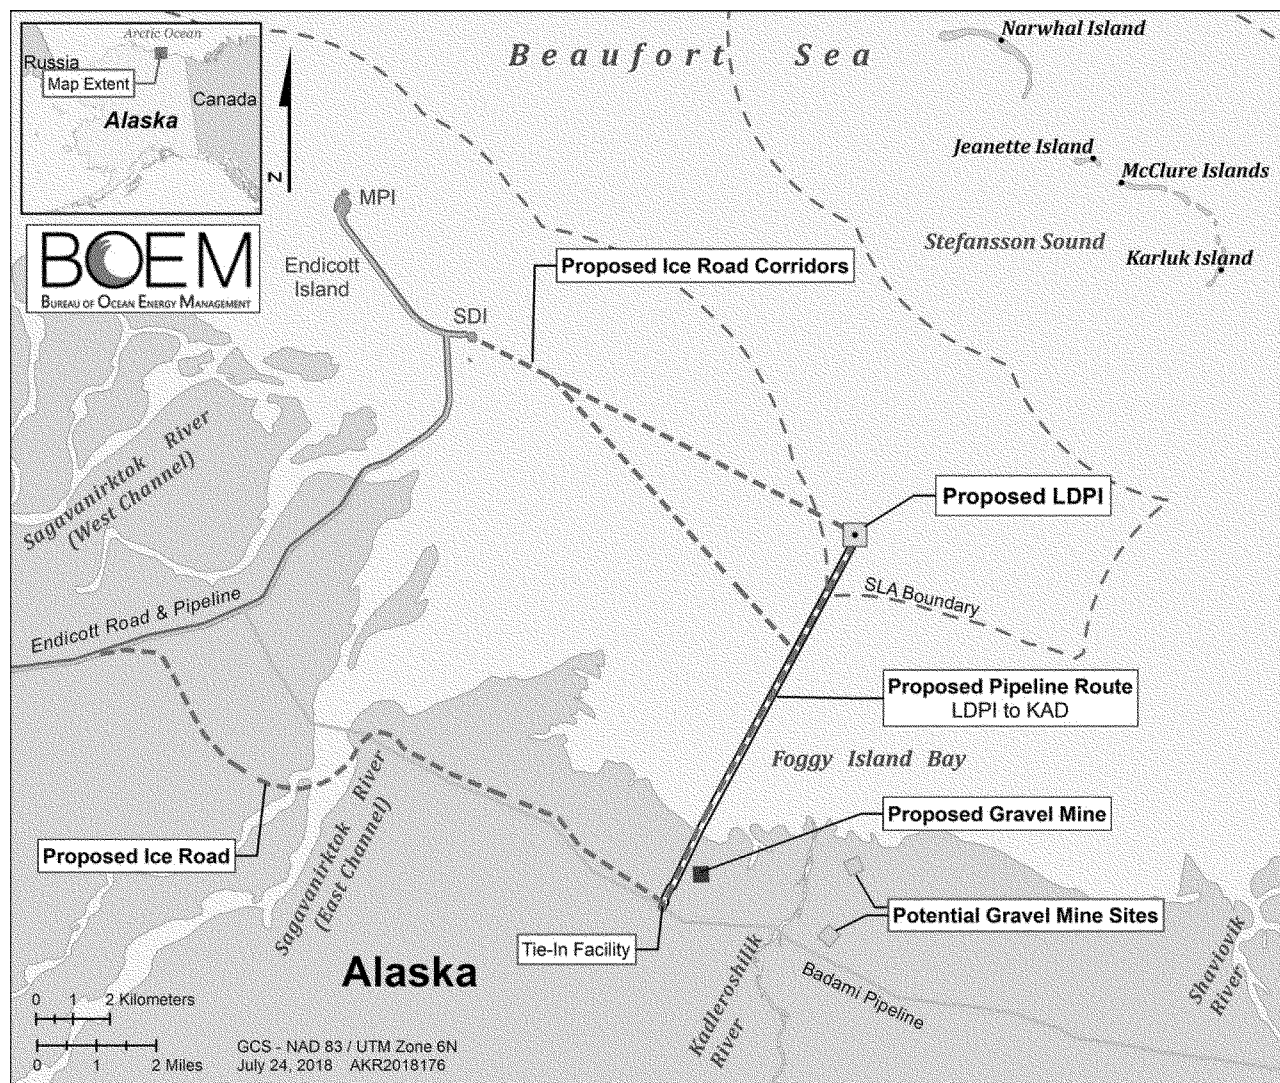 Arctic Ocean
Russia
Map Extent
Canada
Alaska
N
BOEM
BUREAU OF OCEAN ENERGY MANAGEMENT
Beaufort Sea
Narwhal Island
Jeanette Island
McClure Islands
Stefansson Sound
Karluk Island
MPI
Endicott
Island
SDI
Proposed Ice Road Corridors
Sagavanirktok River
(West Channel)
Proposed LDPI
SLA Boundary
Endicott Road & Pipeline
Proposed Pipeline Route
LDPI to KAD
Foggy Island Bay
Proposed Gravel Mine
Proposed Ice Road
Sagavanirktok River
(East Channel)
Potential Gravel Mine Sites
Tie-In Facility
Alaska
Kadleroshilik
River
Badami Pipeline
Shaviovik
River
0 1 2 Kilometers
0 1 2 Miles
GCS - NAD 83 / UTM Zone 6N
July 24, 2018 AKR2018176